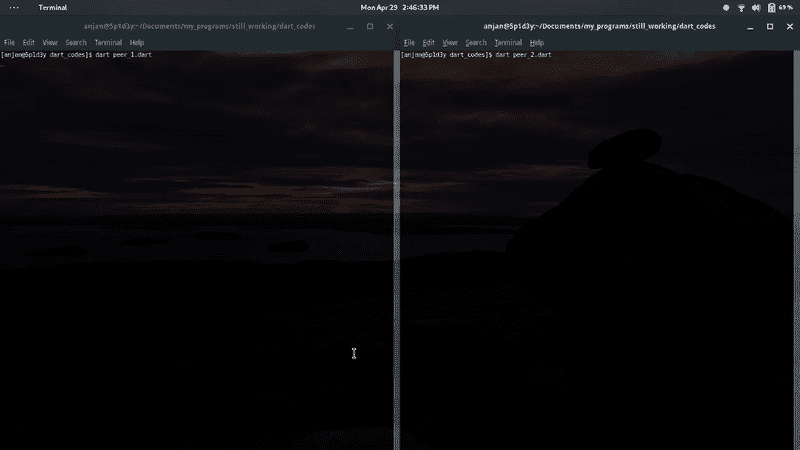 Terminal
Mon Apr 29 2:46:33 PM
69%
anjan@5p1d3y:~/Documents/my_programs/still_working/dart_codes
File Edit View Search Terminal Help
[anjan@5p1d3y dart_codes]$ dart peer_1.dart
anjan@5p1d3y:~/Documents/my_programs/still_working/dart_codes
File Edit View Search Terminal Help
[anjan@5p1d3y dart_codes]$ dart peer_2.dart